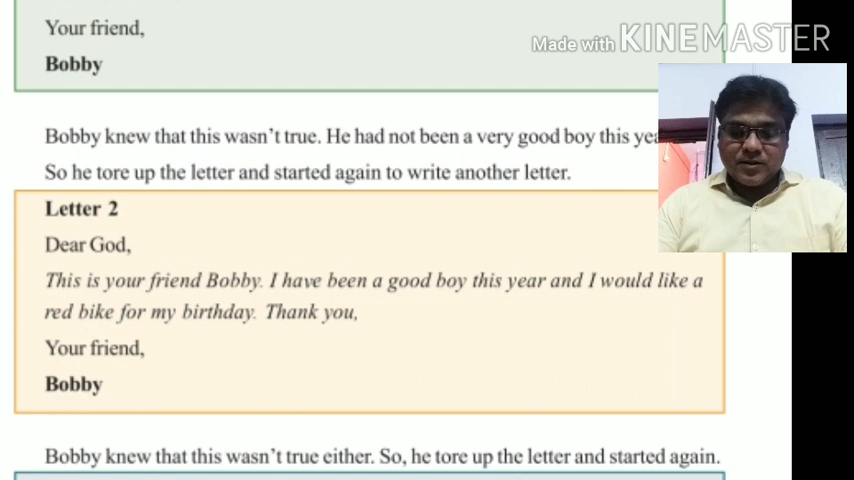 Your friend,
Made with KINEMASTER
Bobby
Bobby knew that this wasn't true. He had not been a very good boy this
So he tore up the letter and started again to write another letter.
Letter 2
Dear God,
This is your friend Bobby. I have been a good boy this year and I would like a
red bike for my birthday. Thank you,
Your friend,
Bobby
Bobby knew that this wasn't true either. So, he tore up the letter and started again.